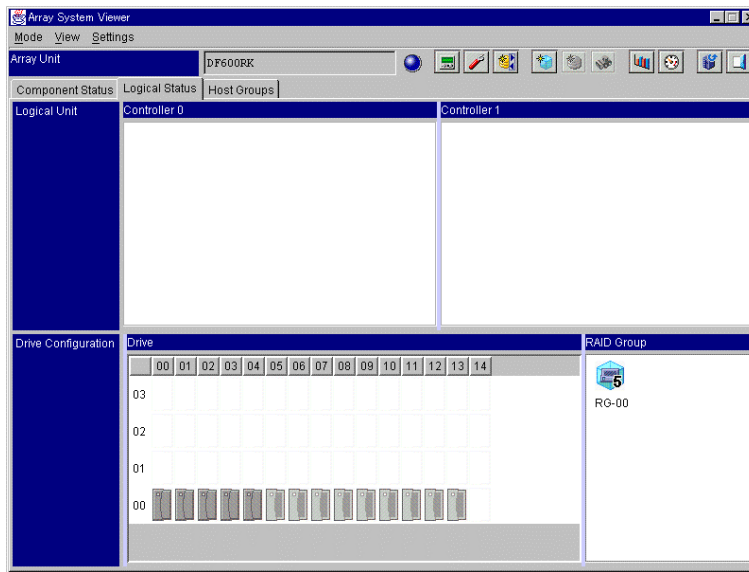 Array System Viewer
Mode View Settings
Array Unit DF600RK
Component Status Logical Status Host Groups
Logical Unit Controller 0 Controller 1
Drive Configuration Drive RAID Group
00 01 02 03 04 05 06 07 08 09 10 11 12 13 14
03
5
RG-00
02
01
00